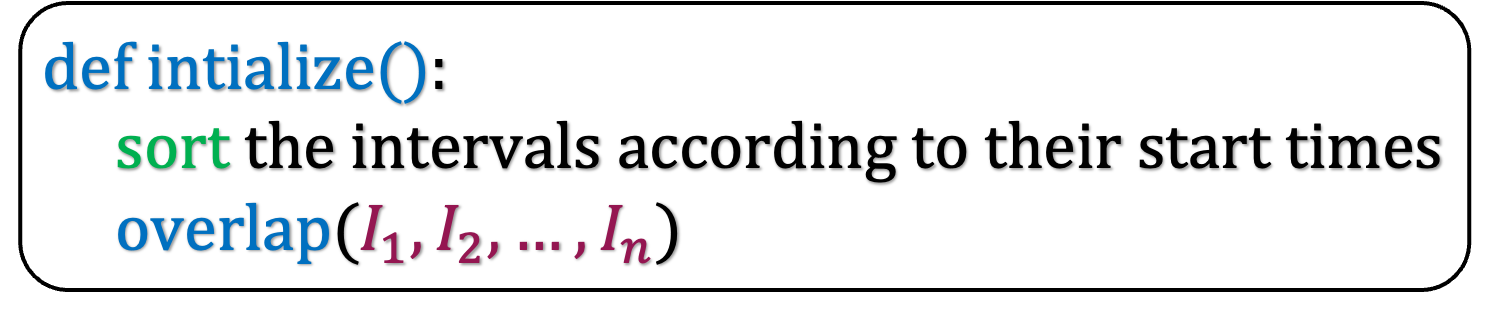 def intialize():
sort the intervals according to their start times
overlap(I₁, I₂, … , Iₙ)